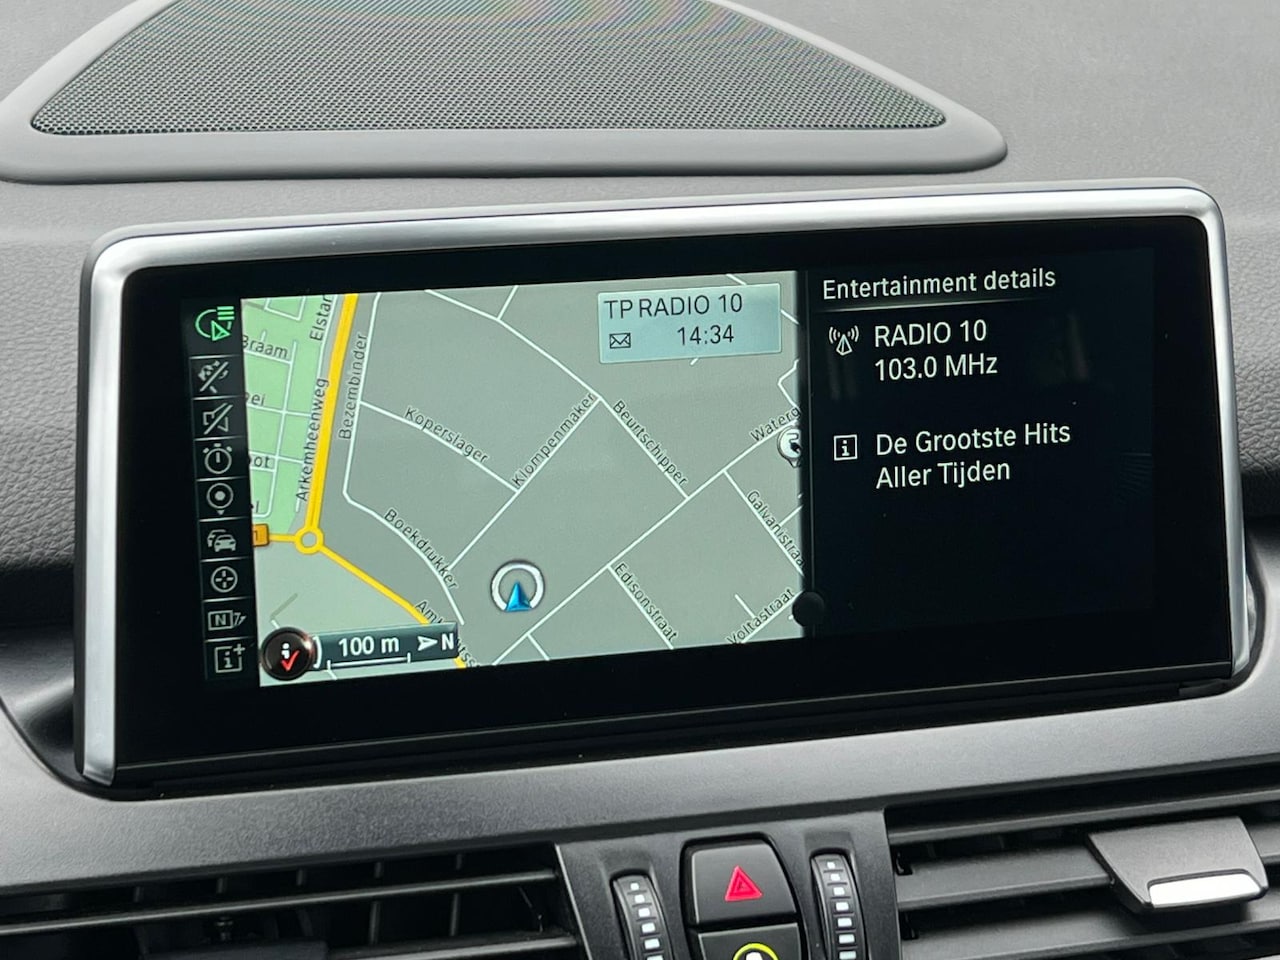 Entertainment details
TP RADIO 10
14:34
RADIO 10
103.0 MHz
De Grootste Hits
Aller Tijden
Braam
Arkemheenweg
Bezembinder
Koperslager
Klompenmaker
Beurtschipper
Boekdrukker
Edisonstraat
Voltastraat
100 m
N